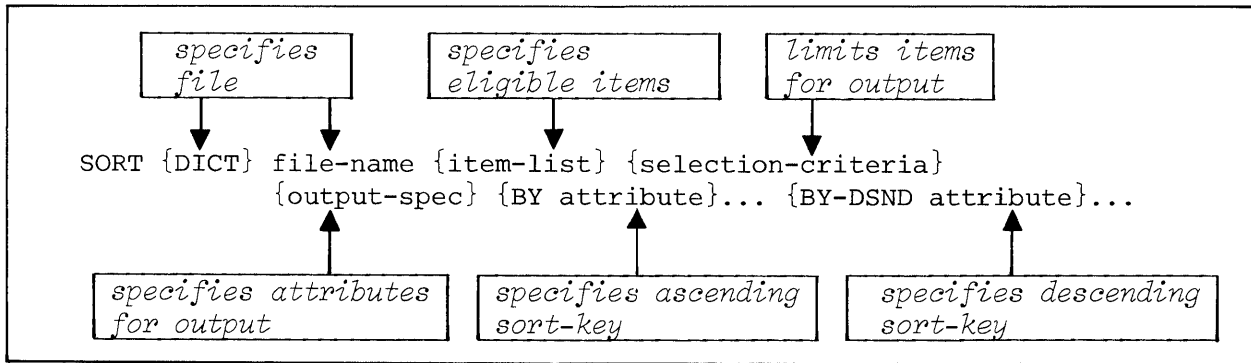 specifies file
specifies eligible items
limits items for output
SORT {DICT} file-name {item-list} {selection-criteria}
{output-spec} {BY attribute}... {BY-DSND attribute}...
specifies attributes for output
specifies ascending sort-key
specifies descending sort-key